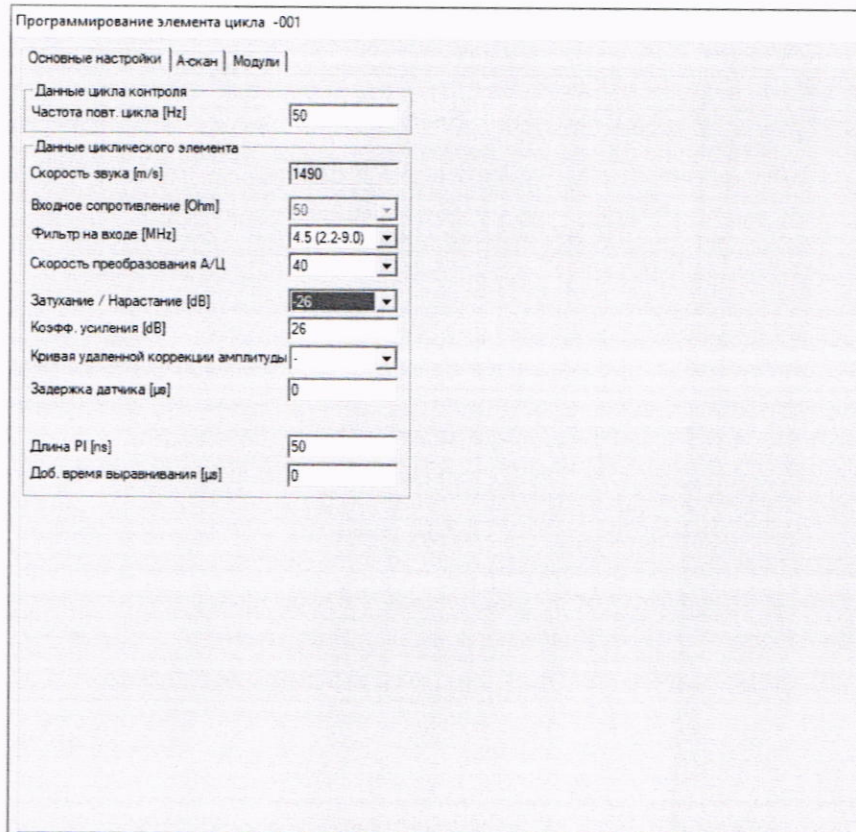 Программирование элемента цикла -001
Основные настройки А-скан Модули
Данные цикла контроля
Частота повт. цикла [Hz] 50
Данные циклического элемента
Скорость звука [m/s] 1490
Входное сопротивление [Ohm] 50
Фильтр на входе [MHz] 4.5 (2.2-9.0)
Скорость преобразования А/Ц 40
Затухание / Нарастание [dB] -26
Коэфф. усиления [dB] 26
Кривая удаленной коррекции амплитуды -
Задержка датчика [µs] 0
Длина PI [ns] 50
Доб. время выравнивания [µs] 0